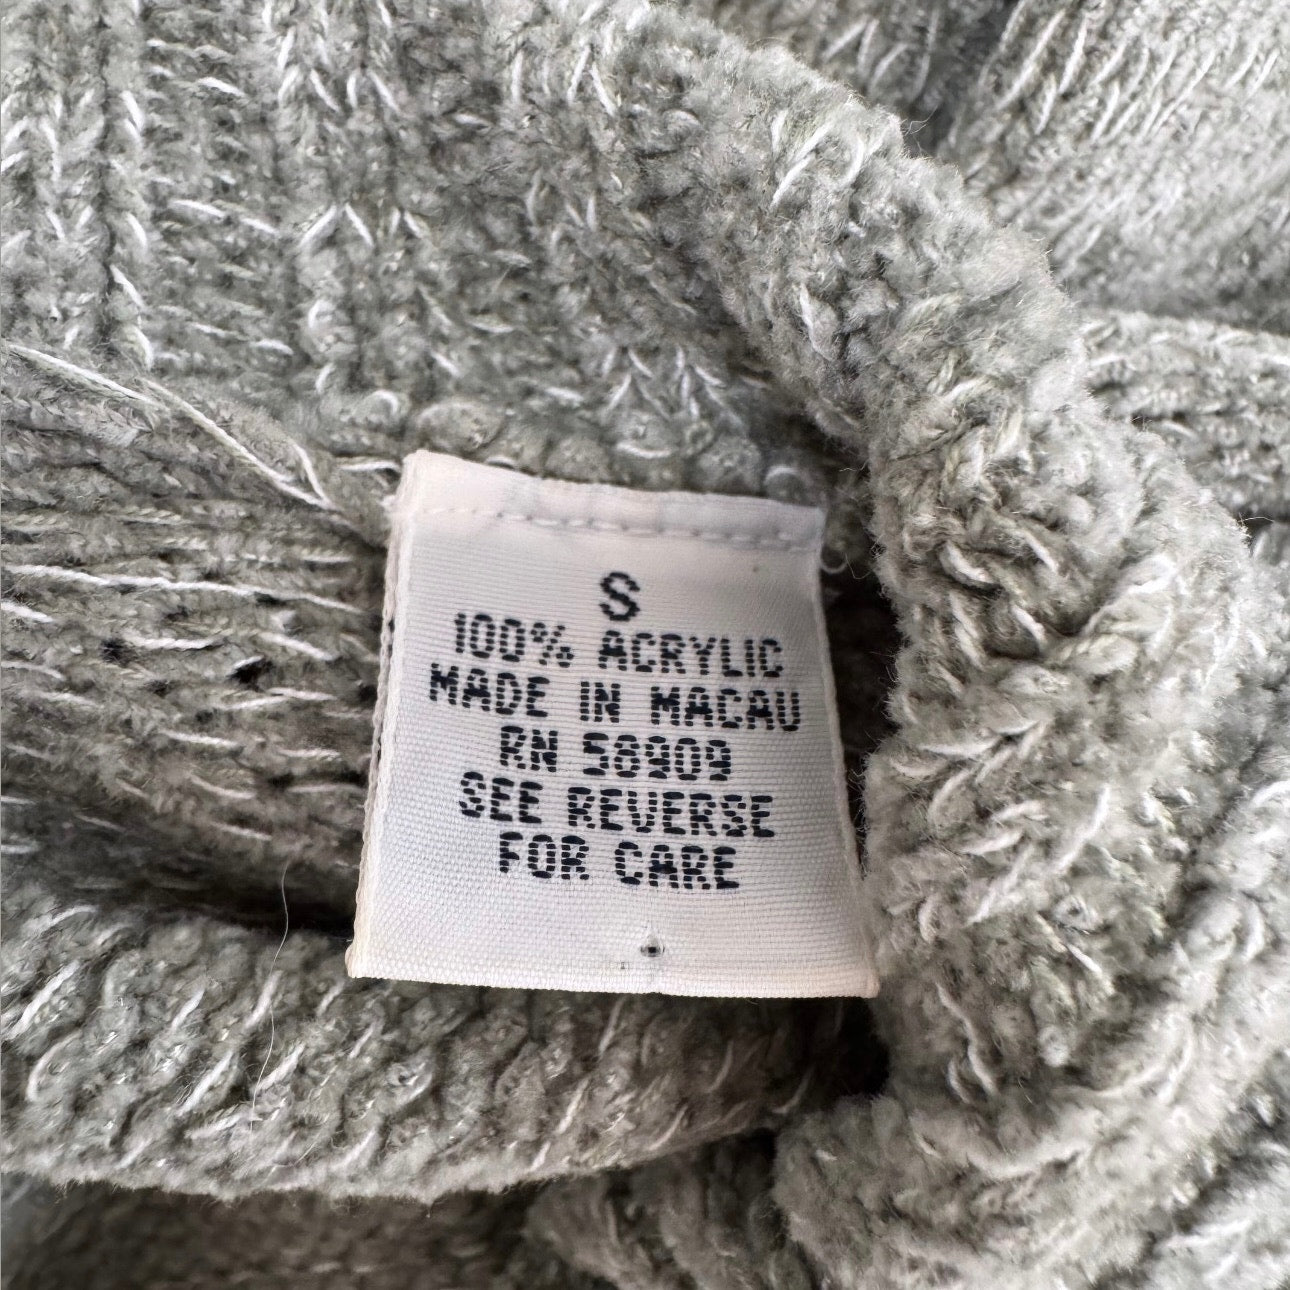 S
100% ACRYLIC
MADE IN MACAU
RN 58909
SEE REVERSE
FOR CARE